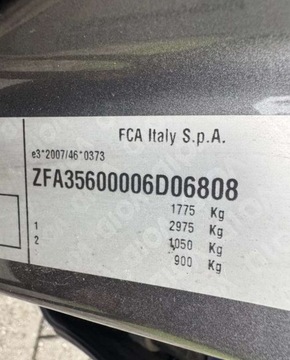 FCA Italy S.p.A.
e3*2007/46*0373
ZFA35600006D06808
1775 Kg
2975 Kg
1 1050 Kg
2 900 Kg